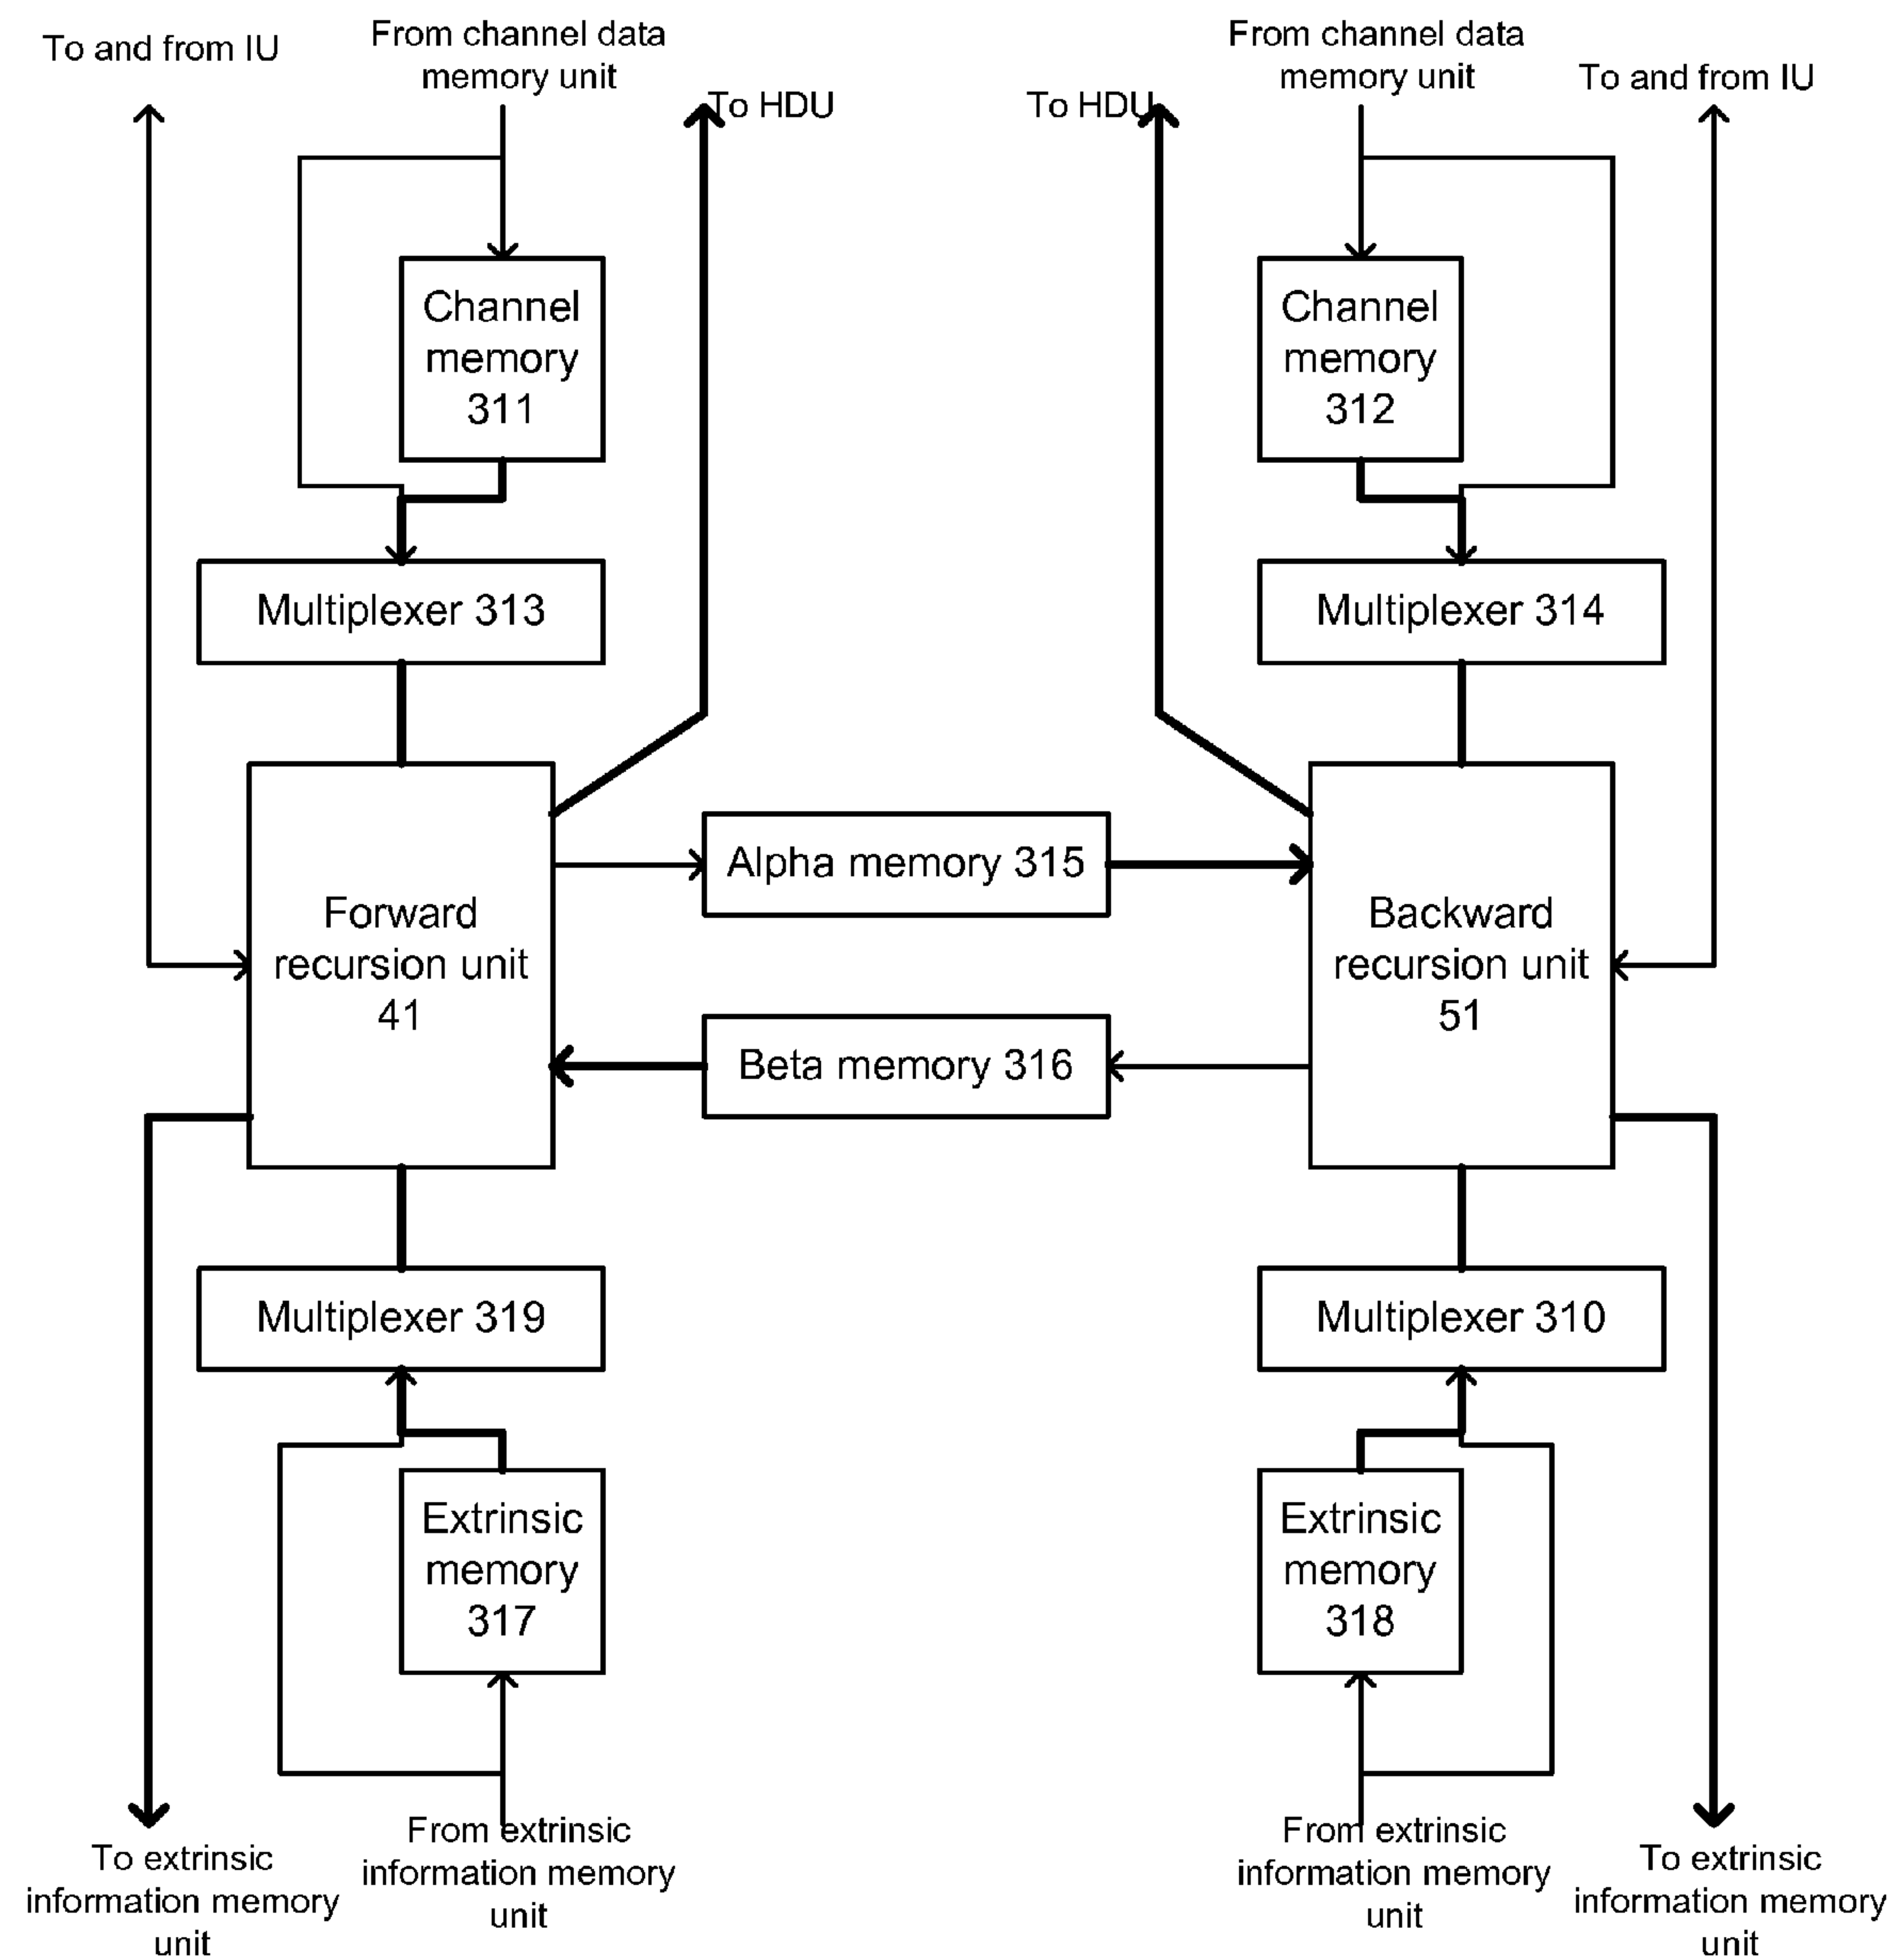 To and from IU
From channel data
memory unit
To HDU
To HDU
From channel data
memory unit
To and from IU
Channel
memory
311
Channel
memory
312
Multiplexer 313
Multiplexer 314
Forward
recursion unit
41
Alpha memory 315
Beta memory 316
Backward
recursion unit
51
Multiplexer 319
Multiplexer 310
Extrinsic
memory
317
Extrinsic
memory
318
To extrinsic
information memory
unit
From extrinsic
information memory
unit
From extrinsic
information memory
unit
To extrinsic
information memory
unit